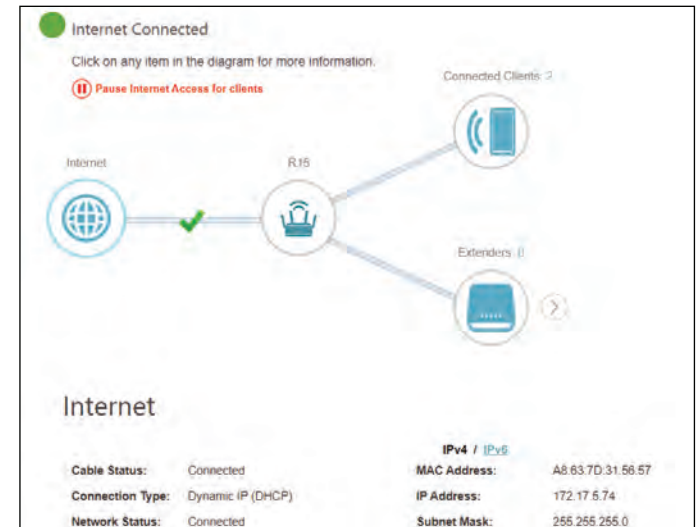 Internet Connected
Click on any item in the diagram for more information.
Pause Internet Access for clients
Connected Clients: 2
Internet
R15
Extenders: 0
Internet
IPv4 / IPv6
Cable Status: Connected
MAC Address: A8:63:7D:31:56:57
Connection Type: Dynamic IP (DHCP)
IP Address: 172.17.5.74
Network Status: Connected
Subnet Mask: 255.255.255.0